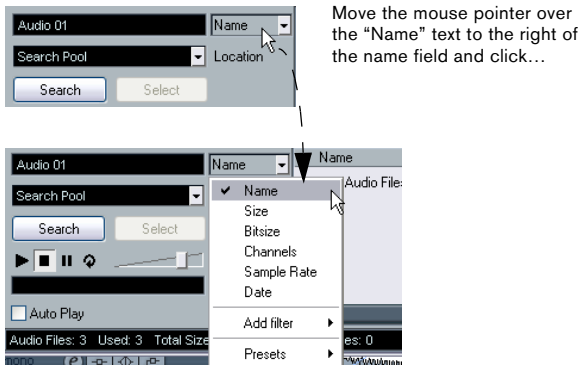 Audio 01
Name
Search Pool
Location
Search
Select
Move the mouse pointer over
the “Name” text to the right of
the name field and click…
Audio 01
Name
Name
Search Pool
Audio File
Search
Select
Name
Size
Bitsize
Channels
Sample Rate
Date
Auto Play
Add filter
Audio Files: 3 Used: 3 Total Size
es: 0
Presets